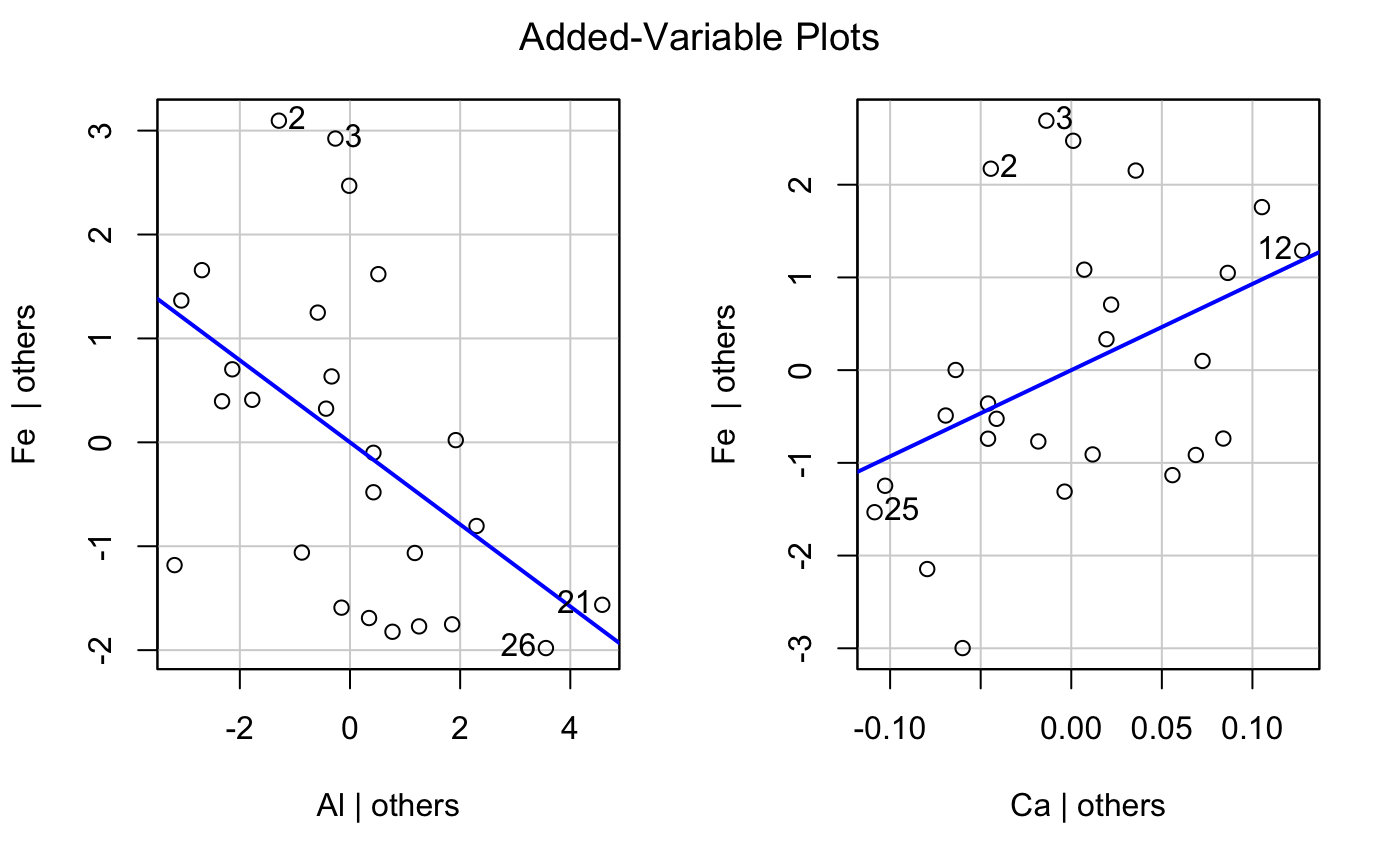 Added-Variable Plots
3
2
1
0
-1
-2
Fe | others
2
3
21
26
-2 0 2 4
Al | others
2
1
0
-1
-2
-3
Fe | others
3
2
12
25
-0.10 0.00 0.05 0.10
Ca | others